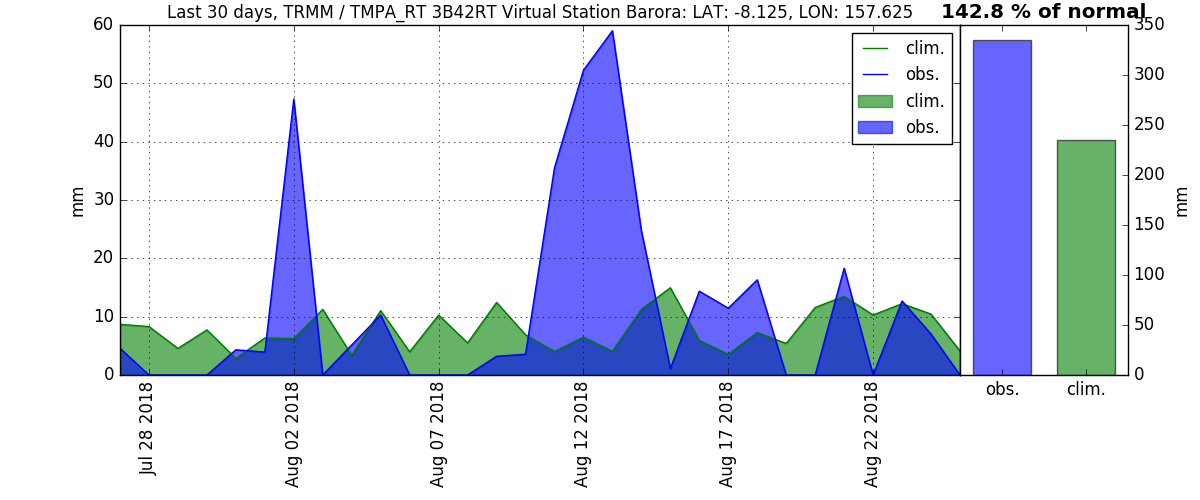 Last 30 days, TRMM / TMPA_RT 3B42RT Virtual Station Barora: LAT: -8.125, LON: 157.625
142.8 % of normal
60
50
40
30
20
10
0
mm
clim.
obs.
clim.
obs.
350
300
250
200
150
100
50
0
mm
Jul 28 2018
Aug 02 2018
Aug 07 2018
Aug 12 2018
Aug 17 2018
Aug 22 2018
obs.
clim.